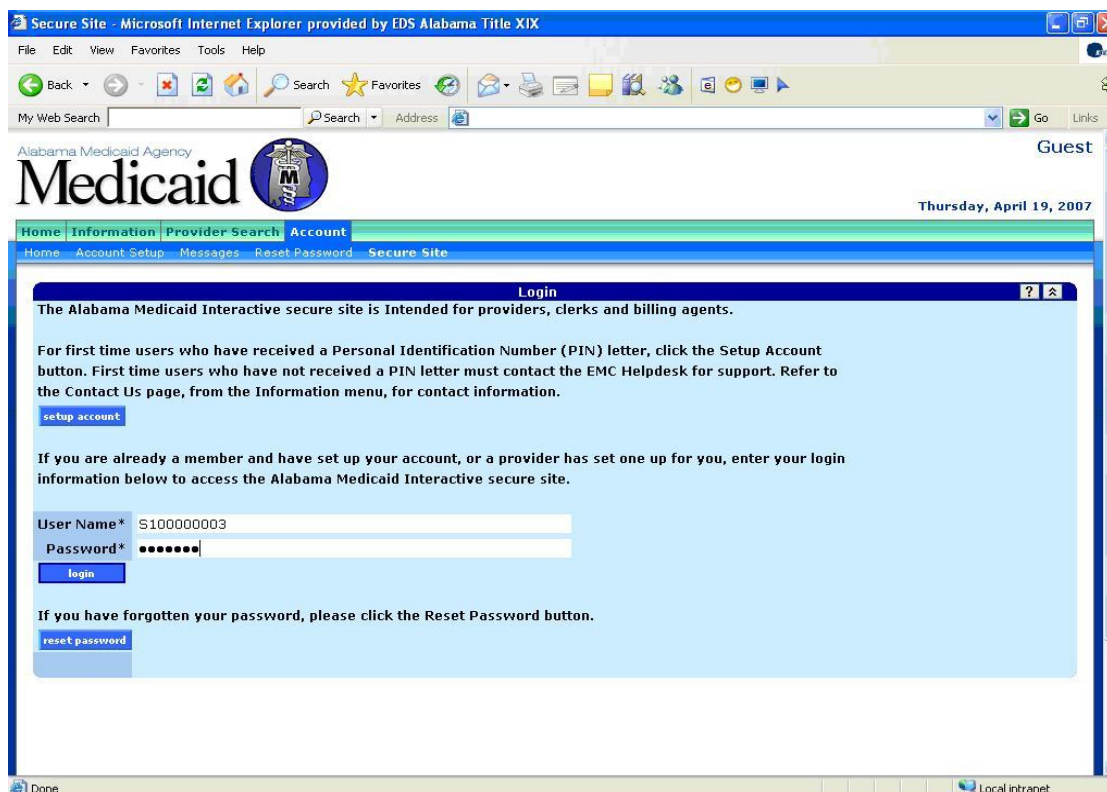 Secure Site - Microsoft Internet Explorer provided by EDS Alabama Title XIX
File Edit View Favorites Tools Help
Back Search Favorites
My Web Search Search Address Go Links
Alabama Medicaid Agency
Medicaid
M
Guest
Thursday, April 19, 2007
Home Information Provider Search Account
Home Account Setup Messages Reset Password Secure Site
Login ?
The Alabama Medicaid Interactive secure site is Intended for providers, clerks and billing agents.
For first time users who have received a Personal Identification Number (PIN) letter, click the Setup Account
button. First time users who have not received a PIN letter must contact the EMC Helpdesk for support. Refer to
the Contact Us page, from the Information menu, for contact information.
setup account
If you are already a member and have set up your account, or a provider has set one up for you, enter your login
information below to access the Alabama Medicaid Interactive secure site.
User Name* S100000003
Password* •••••••
login
If you have forgotten your password, please click the Reset Password button.
reset password
Done Local intranet